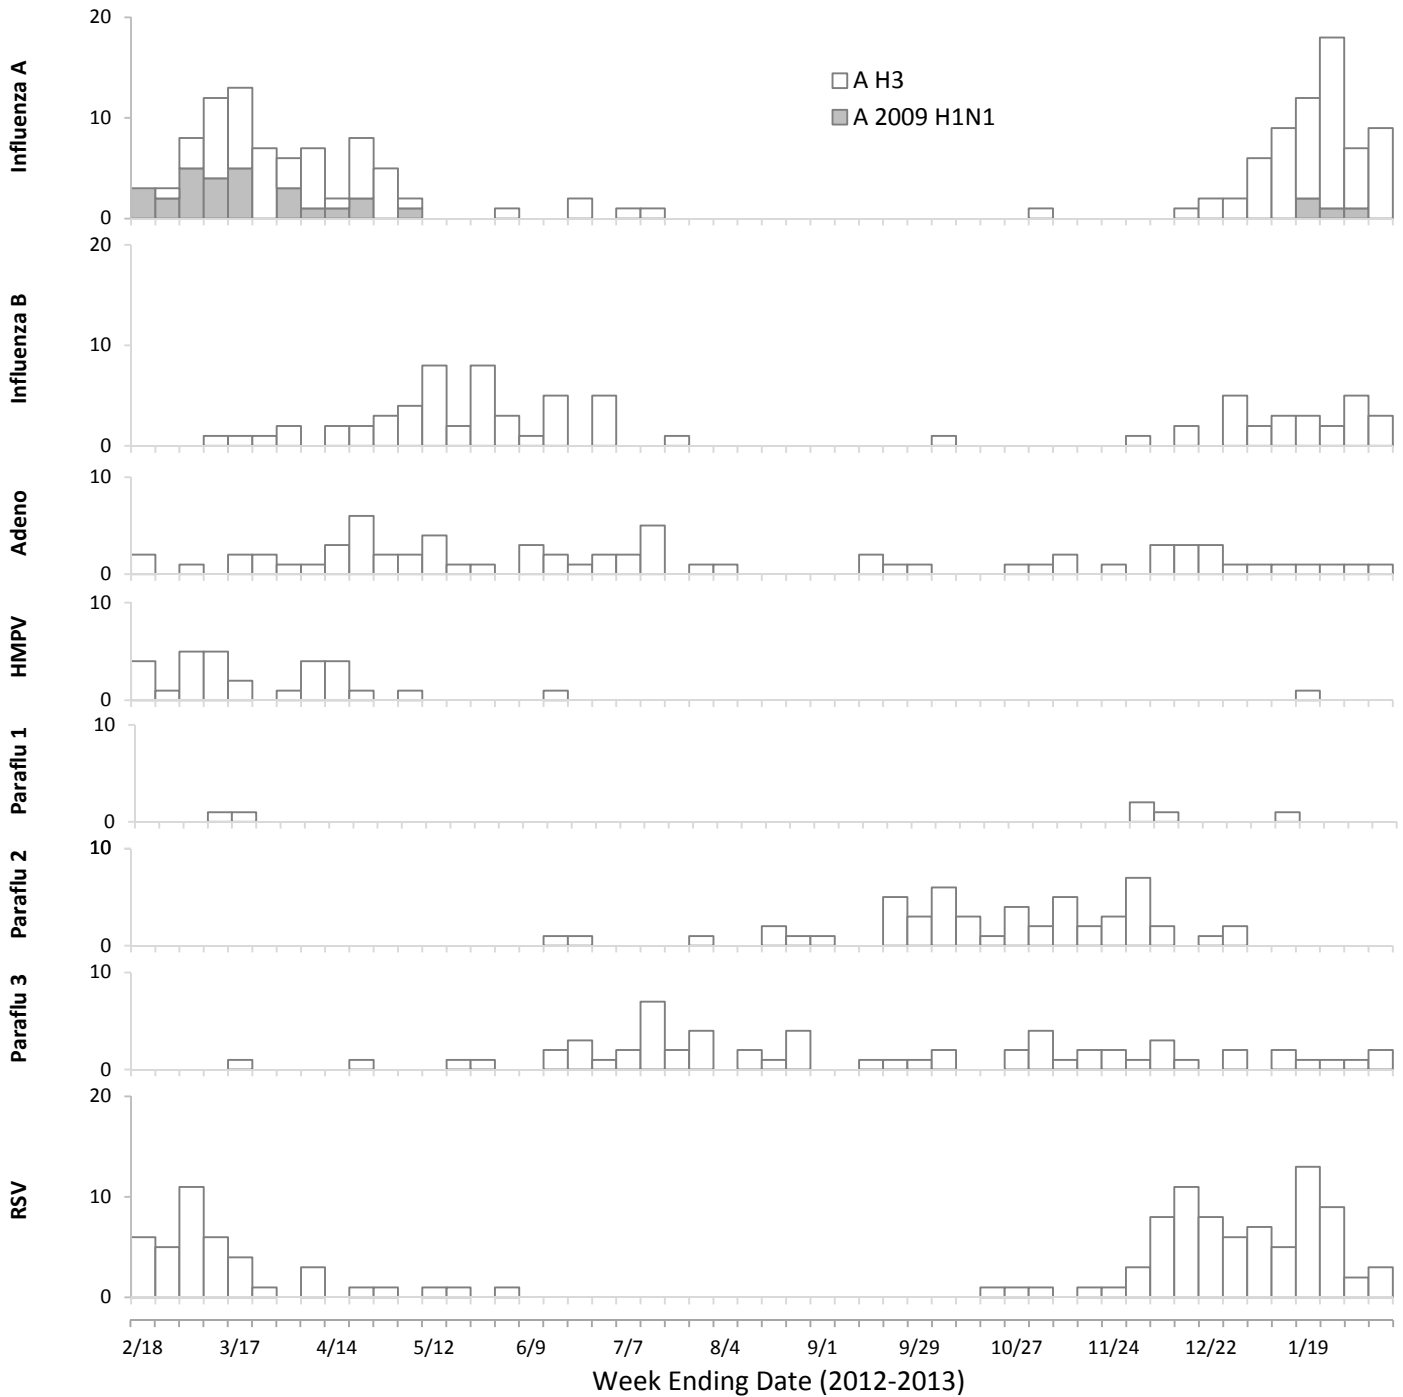 20
10
0
Influenza A
A H3
A 2009 H1N1
20
10
0
Influenza B
10
0
Adeno
10
0
HMPV
10
0
Paraflu 1
10
0
Paraflu 2
10
0
Paraflu 3
20
10
0
RSV
2/18 3/17 4/14 5/12 6/9 7/7 8/4 9/1 9/29 10/27 11/24 12/22 1/19
Week Ending Date (2012-2013)